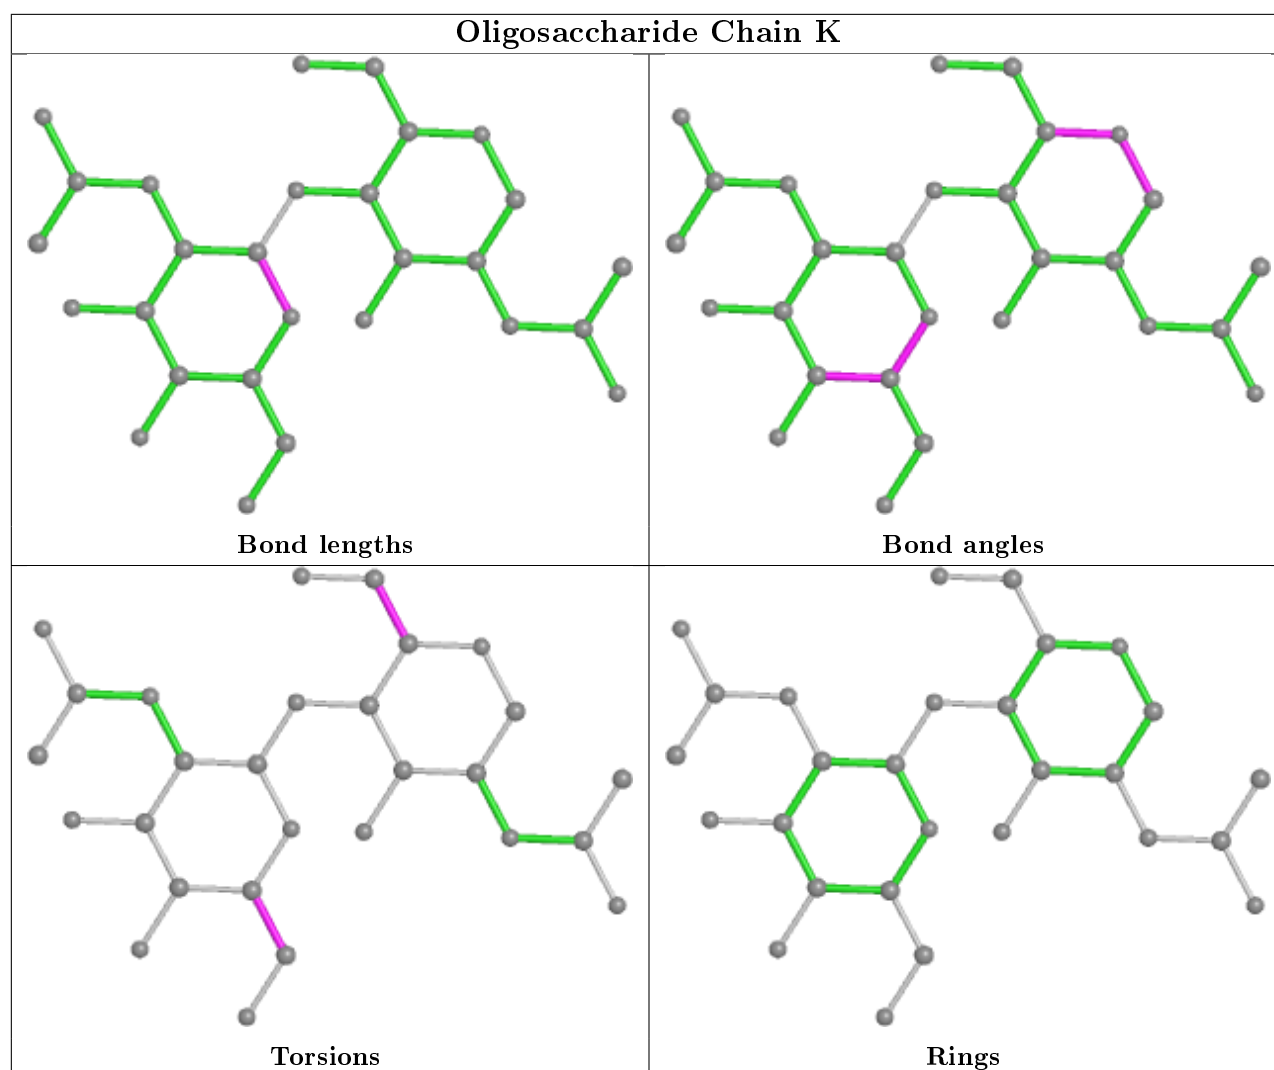 Oligosaccharide Chain K
Bond lengths
Bond angles
Torsions
Rings